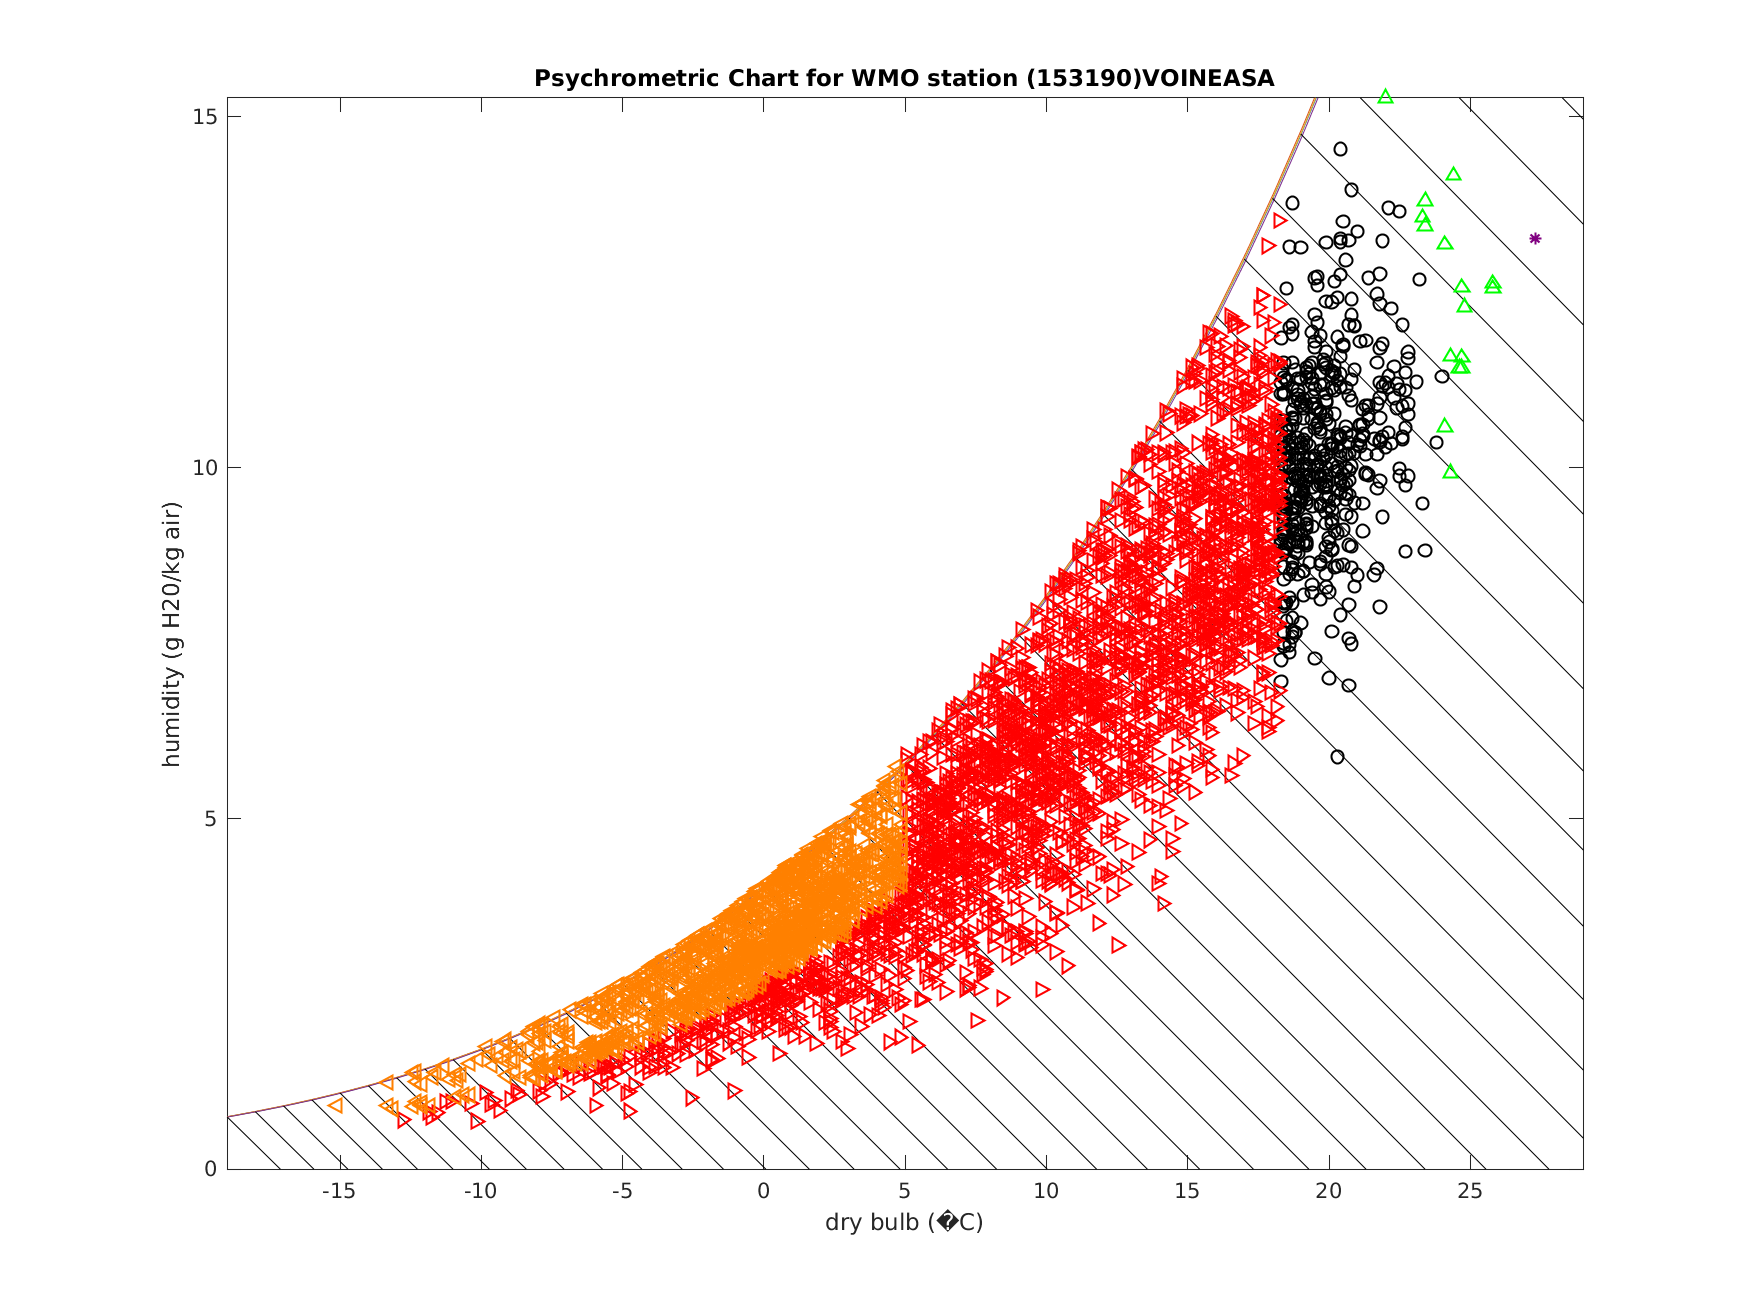 Psychrometric Chart for WMO station (153190)VOINEASA
15
10
5
0
humidity (g H20/kg air)
-15 -10 -5 0 5 10 15 20 25
dry bulb (�C)